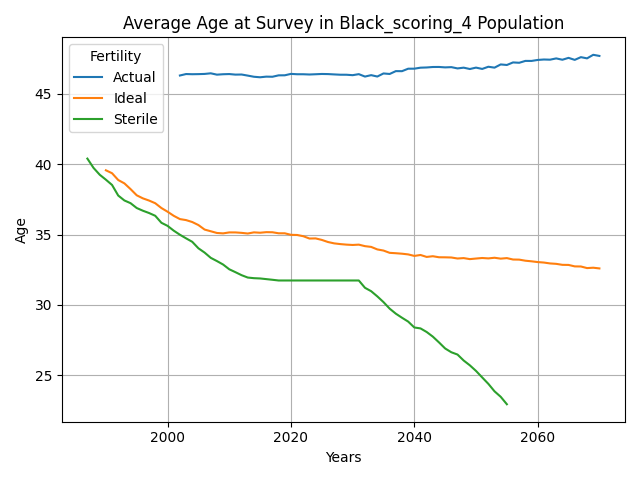 Average Age at Survey in Black_scoring_4 Population
Fertility
Actual
Ideal
Sterile
45
40
35
30
25
Age
2000
2020
2040
2060
Years